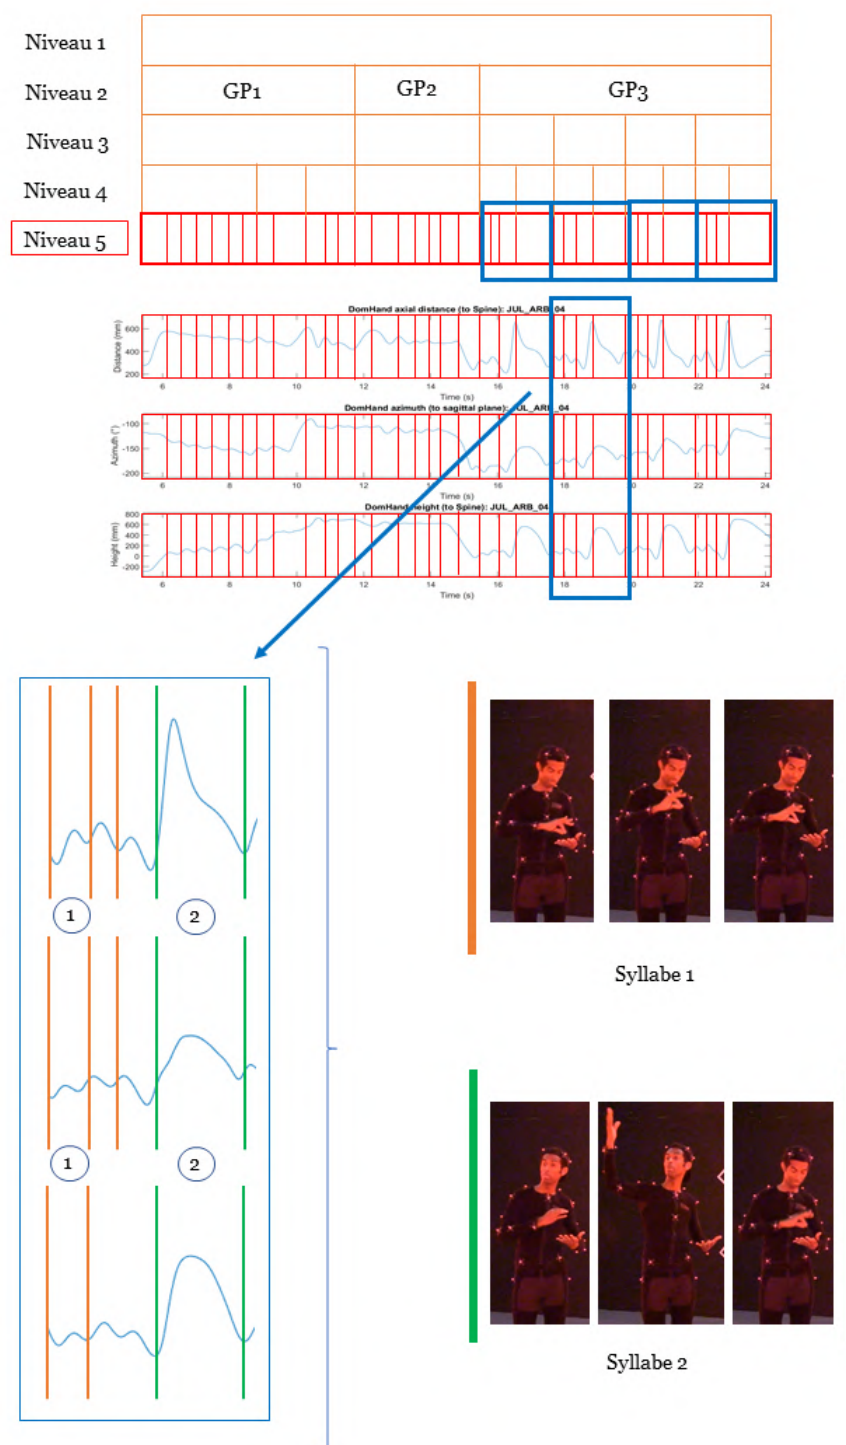 Niveau 1
Niveau 2
GP1
GP2
GP3
Niveau 3
Niveau 4
Niveau 5
DomHand axial distance (to Spine): JUL_ARB_04
Distance (mm)
600
400
200
6 8 10 12 14 16 18 20 22 24
Time (s)
DomHand azimuth (to sagittal plane): JUL_ARB_04
Azimuth (°)
-100
-150
-200
6 8 10 12 14 16 18 20 22 24
Time (s)
DomHand height (to Spine): JUL_ARB_04
Height (mm)
800
600
400
200
0
-200
6 8 10 12 14 16 18 20 22 24
Time (s)
1
2
Syllabe 1
1
2
Syllabe 2